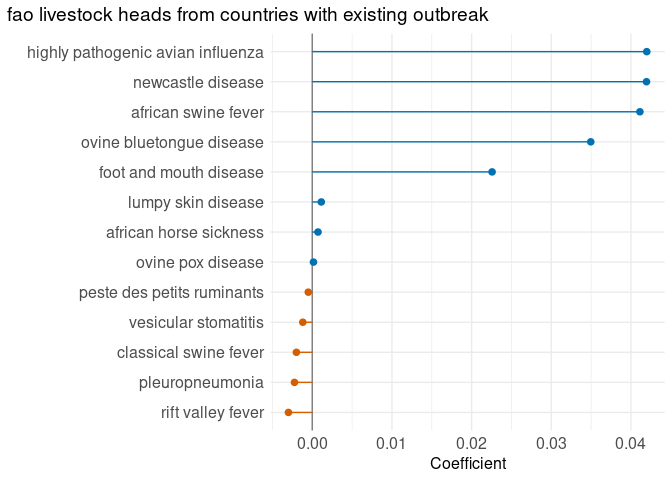 fao livestock heads from countries with existing outbreak
highly pathogenic avian influenza
newcastle disease
african swine fever
ovine bluetongue disease
foot and mouth disease
lumpy skin disease
african horse sickness
ovine pox disease
peste des petits ruminants
vesicular stomatitis
classical swine fever
pleuropneumonia
rift valley fever
0.00 0.01 0.02 0.03 0.04
Coefficient